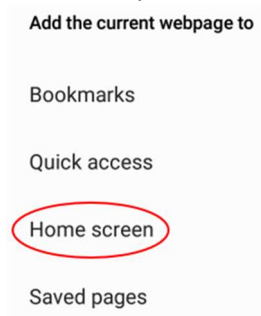 Add the current webpage to
Bookmarks
Quick access
Home screen
Saved pages